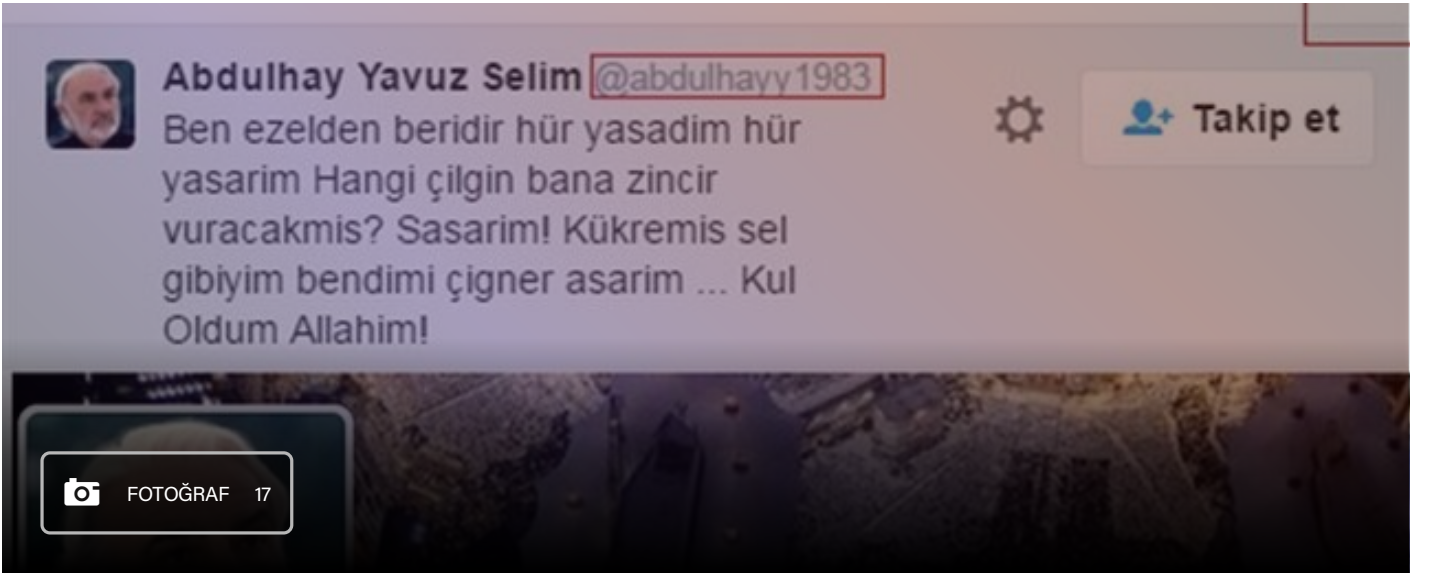 Abdulhay Yavuz Selim @abdulhayy1983
Ben ezelden beridir hür yasadim hür
yasarim Hangi çilgin bana zincir
vuracakmis? Sasarim! Kükremis sel
gibiyim bendimi çigner asarim ... Kul
Oldum Allahim!
Takip et
FOTOĞRAF 17